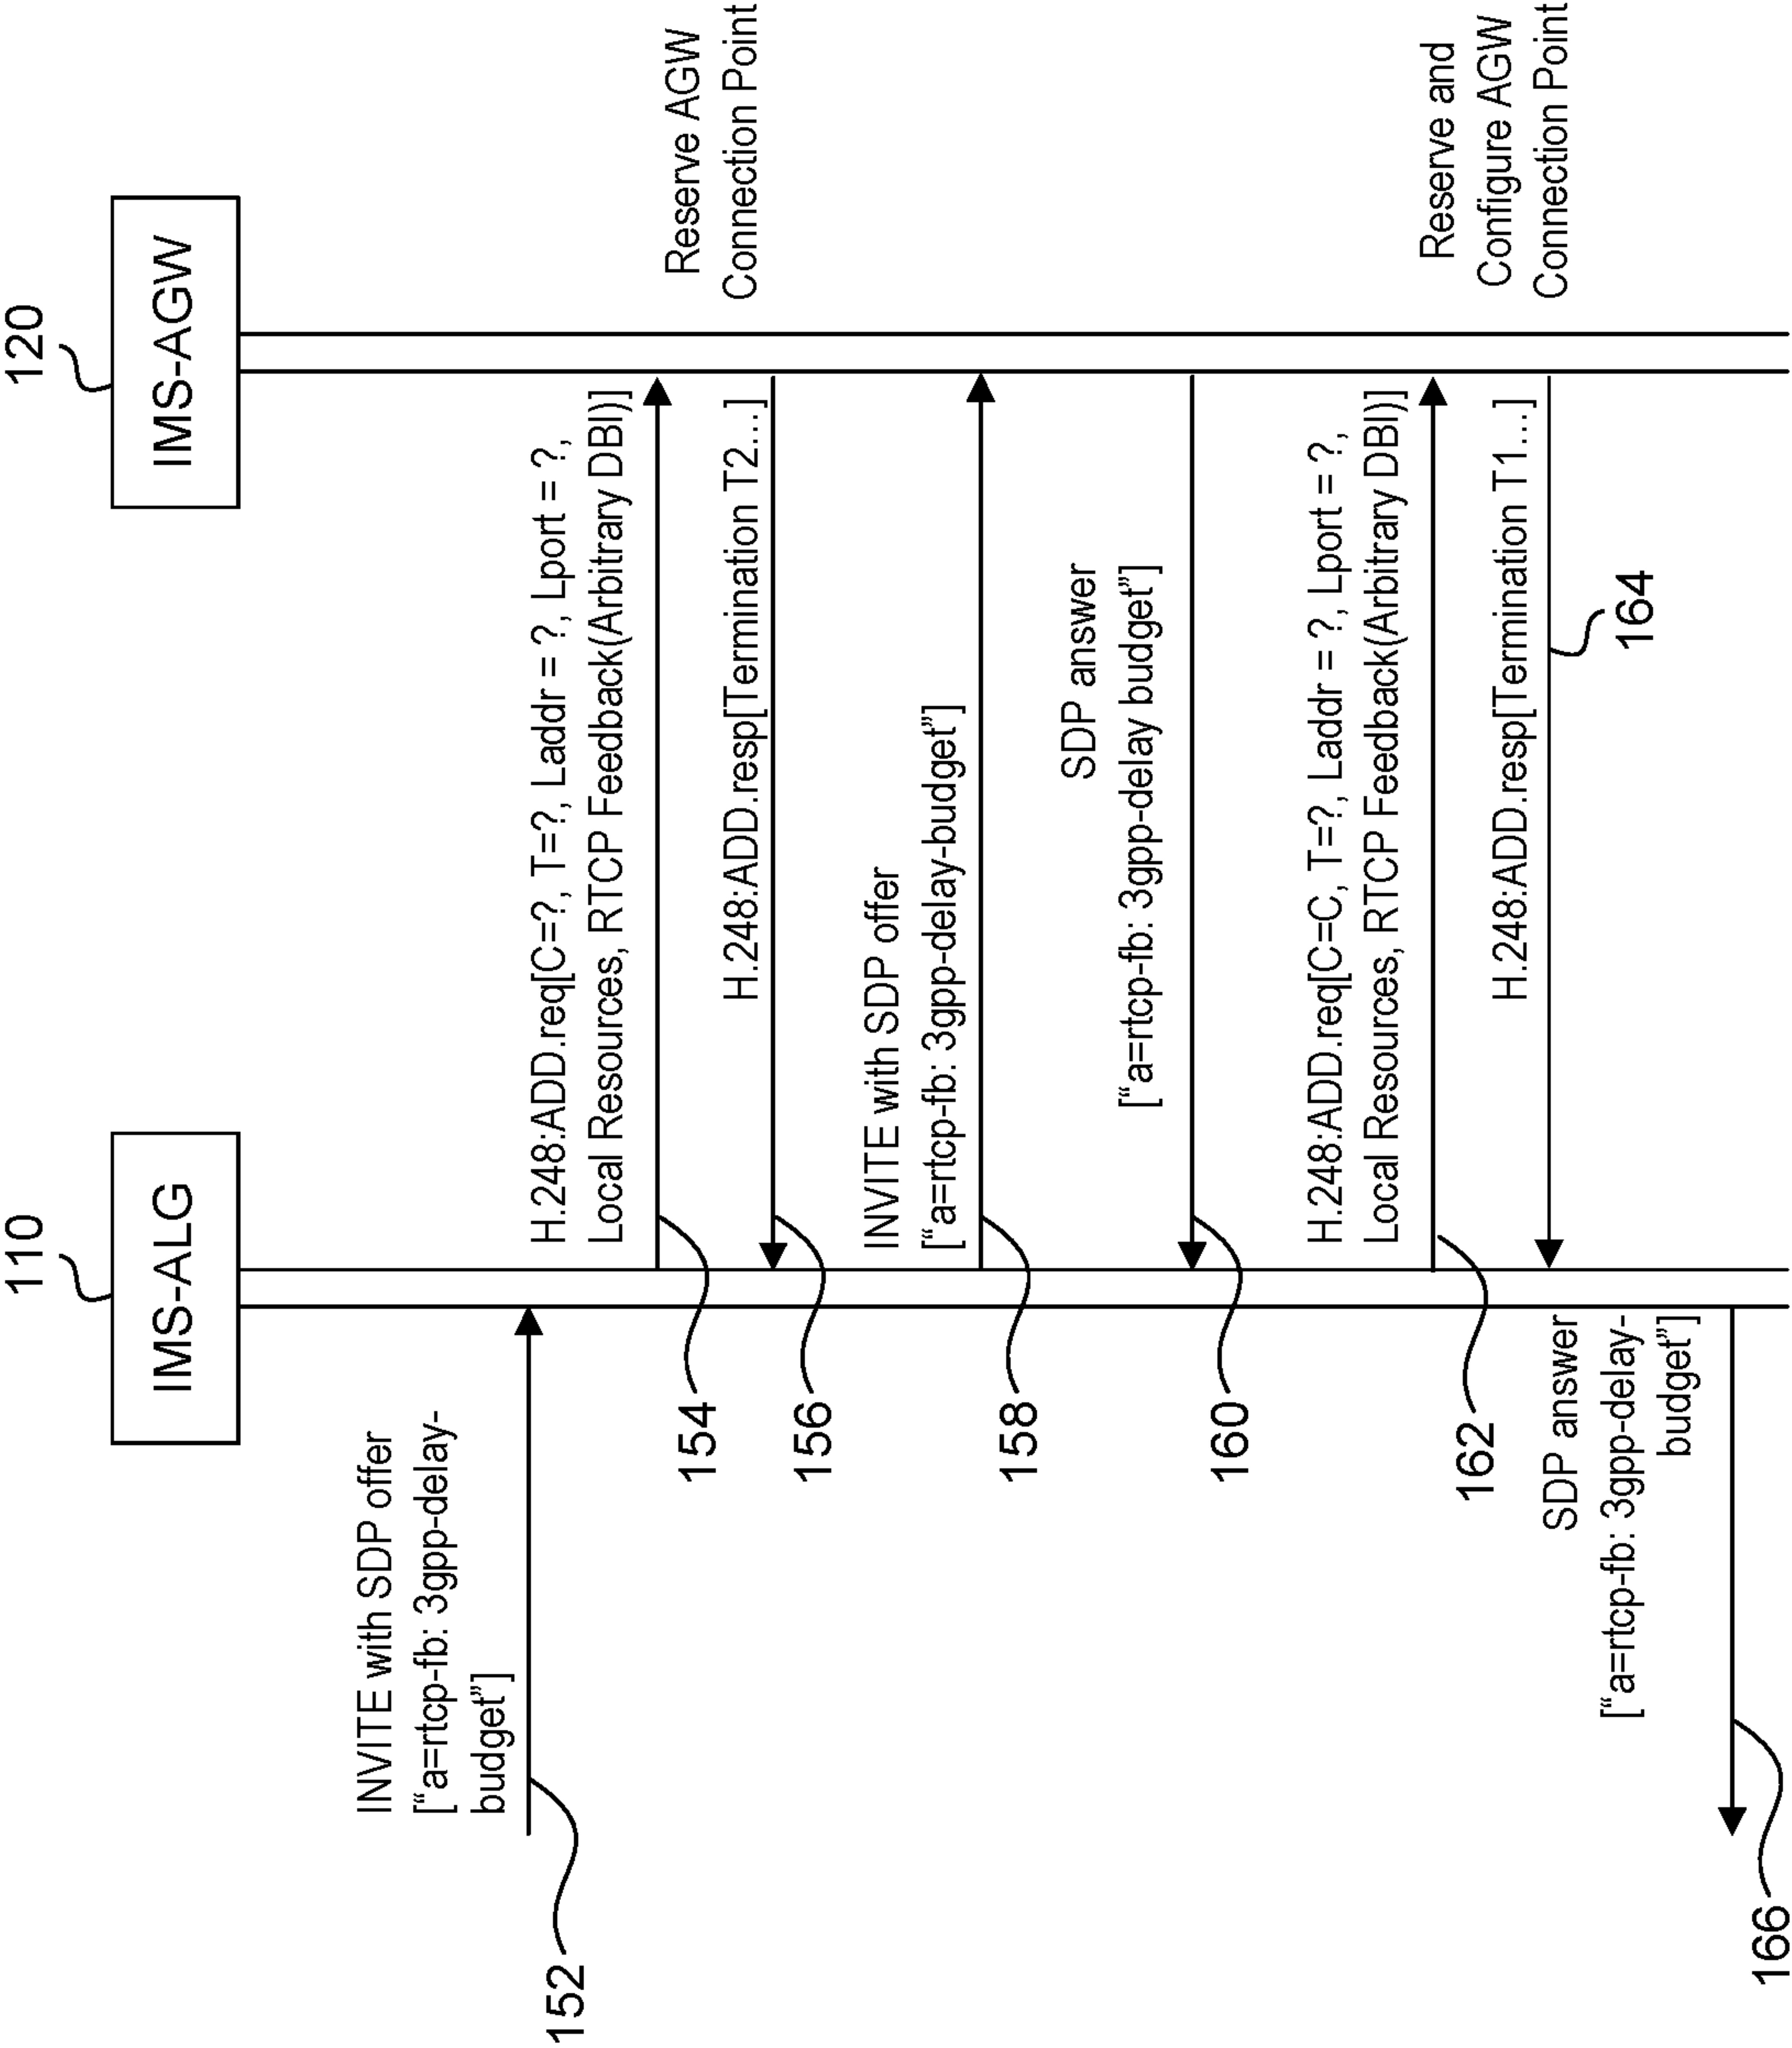 110
IMS-ALG
120
IMS-AGW
INVITE with SDP offer
[“a=rtcp-fb: 3gpp-delay-
budget”]
152
H.248:ADD.req[C=?, T=?, Laddr = ?, Lport = ?,
Local Resources, RTCP Feedback(Arbitrary DBI)]
154
Reserve AGW
Connection Point
H.248:ADD.resp[Termination T2...]
156
INVITE with SDP offer
[“a=rtcp-fb: 3gpp-delay-budget”]
158
SDP answer
[“a=rtcp-fb: 3gpp-delay budget”]
160
H.248:ADD.req[C=C, T=?, Laddr = ?, Lport = ?,
Local Resources, RTCP Feedback(Arbitrary DBI)]
162
Reserve and
Configure AGW
Connection Point
H.248:ADD.resp[Termination T1...]
164
SDP answer
[“a=rtcp-fb: 3gpp-delay-
budget”]
166